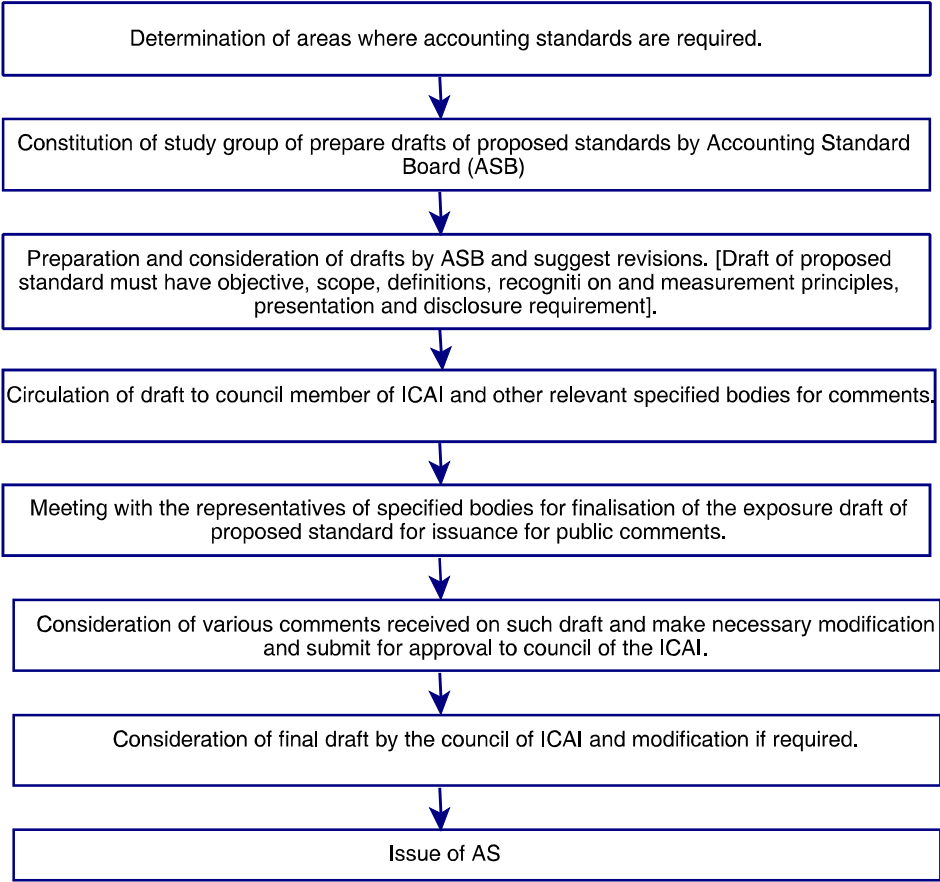 Determination of areas where accounting standards are required.
Constitution of study group of prepare drafts of proposed standards by Accounting Standard
Board (ASB)
Preparation and consideration of drafts by ASB and suggest revisions. [Draft of proposed
standard must have objective, scope, definitions, recogniti on and measurement principles,
presentation and disclosure requirement].
Circulation of draft to council member of ICAI and other relevant specified bodies for comments.
Meeting with the representatives of specified bodies for finalisation of the exposure draft of
proposed standard for issuance for public comments.
Consideration of various comments received on such draft and make necessary modification
and submit for approval to council of the ICAI.
Consideration of final draft by the council of ICAI and modification if required.
Issue of AS